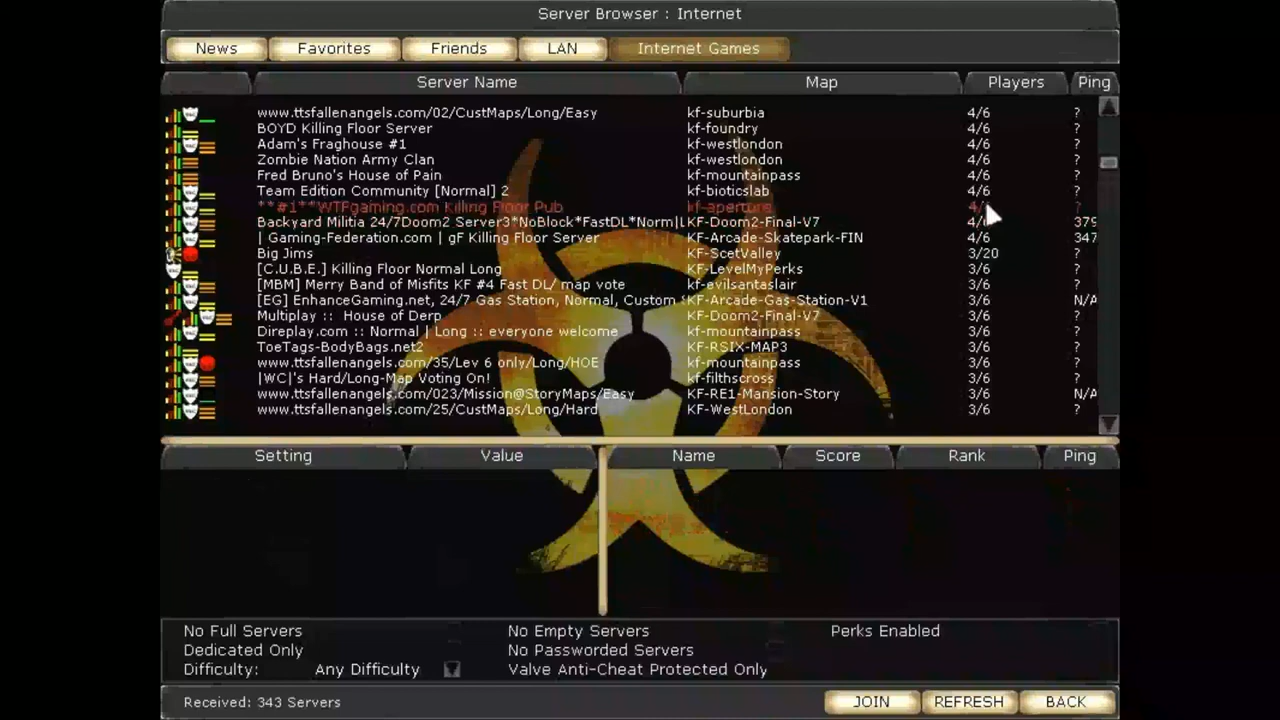 Server Browser : Internet
News Favorites Friends LAN Internet Games
Server Name Map Players Ping
www.ttsfallenangels.com/02/CustMaps/Long/Easy kf-suburbia 4/6 ?
BOYD Killing Floor Server kf-foundry 4/6 ?
Adam's Fraghouse #1 kf-westlondon 4/6 ?
Zombie Nation Army Clan kf-westlondon 4/6 ?
Fred Bruno's House of Pain kf-mountainpass 4/6 ?
Team Edition Community [Normal] 2 kf-bioticslab 4/6 ?
**#1**WTFgaming.com Killing Floor Pub kf-aperture ?
Backyard Militia 24/7Doom2 Server3*NoBlock*FastDL*Norm|L KF-Doom2-Final-V7 379
| Gaming-Federation.com | gF Killing Floor Server KF-Arcade-Skatepark-FIN 4/6 347
Big Jims KF-ScetValley 3/20
[C.U.B.E.] Killing Floor Normal Long KF-LevelMyPerks 3/6 ?
[MBM] Merry Band of Misfits KF #4 Fast DL/ map vote kf-evilsantaslair 3/6 ?
[EG] EnhanceGaming.net, 24/7 Gas Station, Normal, Custom KF-Arcade-Gas-Station-V1 3/6 N/A
Multiplay :: House of Derp KF-Doom2-Final-V7 3/6 ?
Direplay.com :: Normal | Long :: everyone welcome kf-mountainpass 3/6 ?
ToeTags-BodyBags.net2 KF-RSIX-MAP3 3/6 ?
www.ttsfallenangels.com/35/Lev 6 only/Long/HOE kf-mountainpass 3/6 ?
|WC|'s Hard/Long-Map Voting On! kf-filthscross 3/6 ?
www.ttsfallenangels.com/023/Mission@StoryMaps/Easy KF-RE1-Mansion-Story 3/6 N/A
www.ttsfallenangels.com/25/CustMaps/Long/Hard KF-WestLondon 3/6 ?
Setting Value Name Score Rank Ping
No Full Servers No Empty Servers Perks Enabled
Dedicated Only No Passworded Servers
Difficulty: Any Difficulty Valve Anti-Cheat Protected Only
Received: 343 Servers JOIN REFRESH BACK